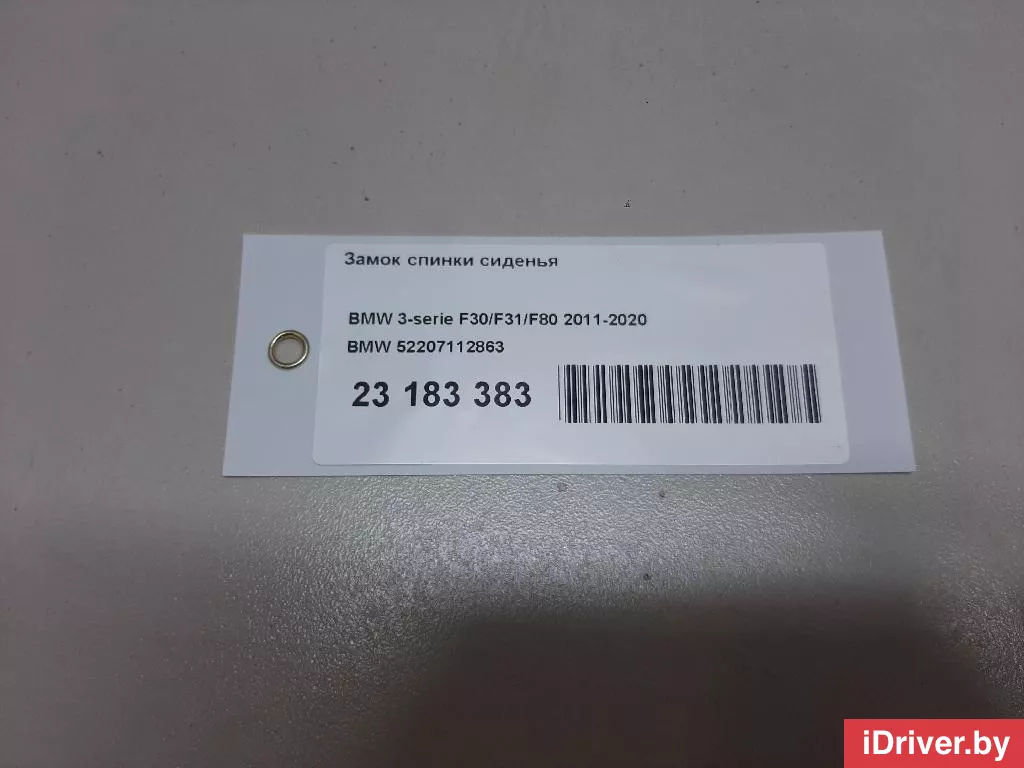 Замок спинки сиденья
BMW 3-serie F30/F31/F80 2011-2020
BMW 52207112863
23 183 383
iDriver.by